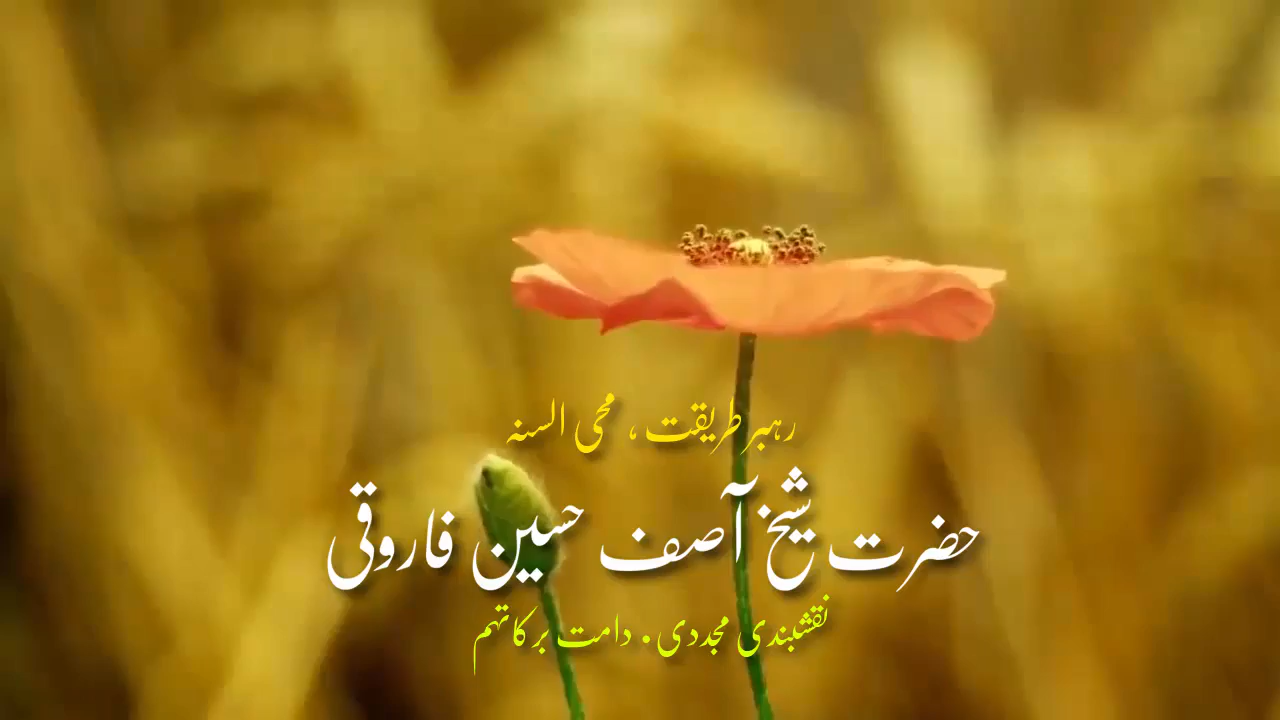 رہبر طریقت ، محی السنہ
حضرت شیخ آصف حسین فاروقی
نقشبندی مجددی . دامت برکاتہم